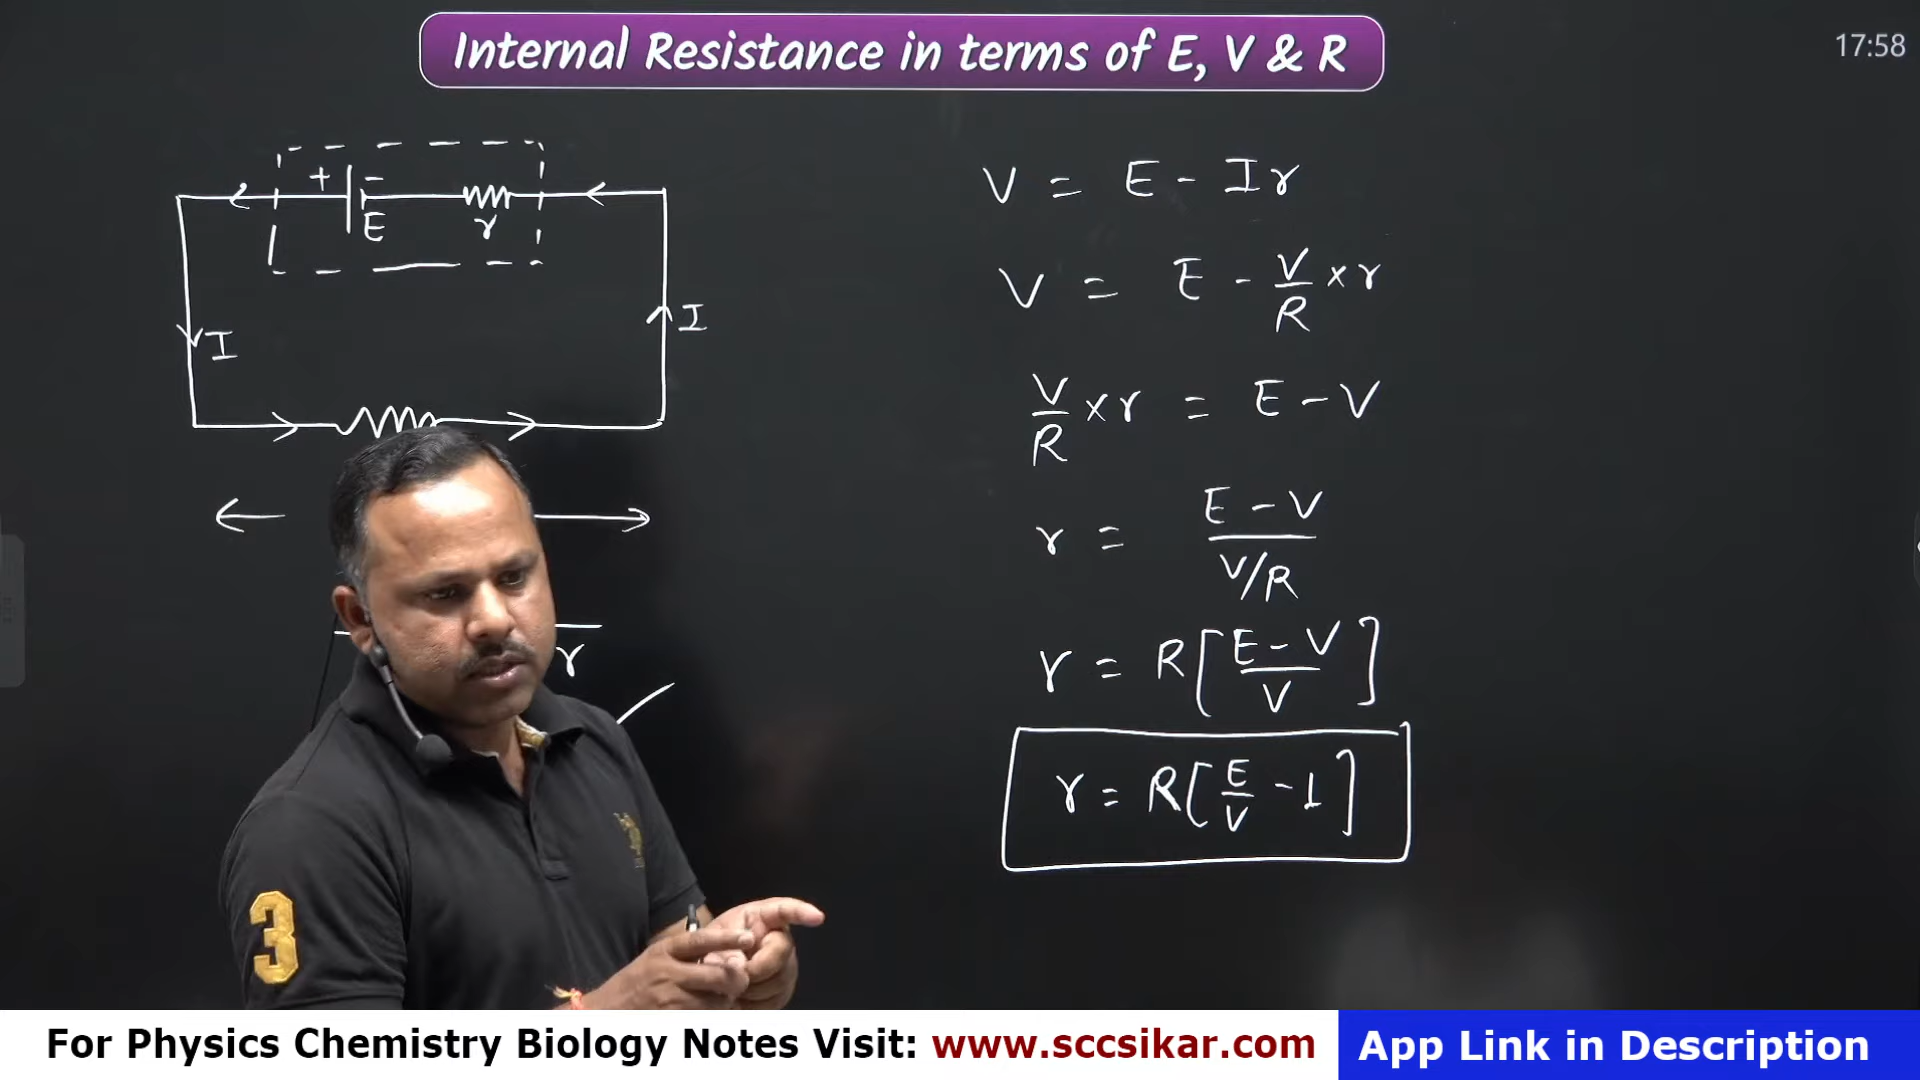 Internal Resistance in terms of E, V & R
17:58
+ -
E
r
I
I
r
V = E - Ir
V = E - V/R × r
V/R × r = E - V
r = E - V / V/R
r = R[E - V / V]
r = R[E/V - 1]
3
For Physics Chemistry Biology Notes Visit: www.sccsikar.com
App Link in Description